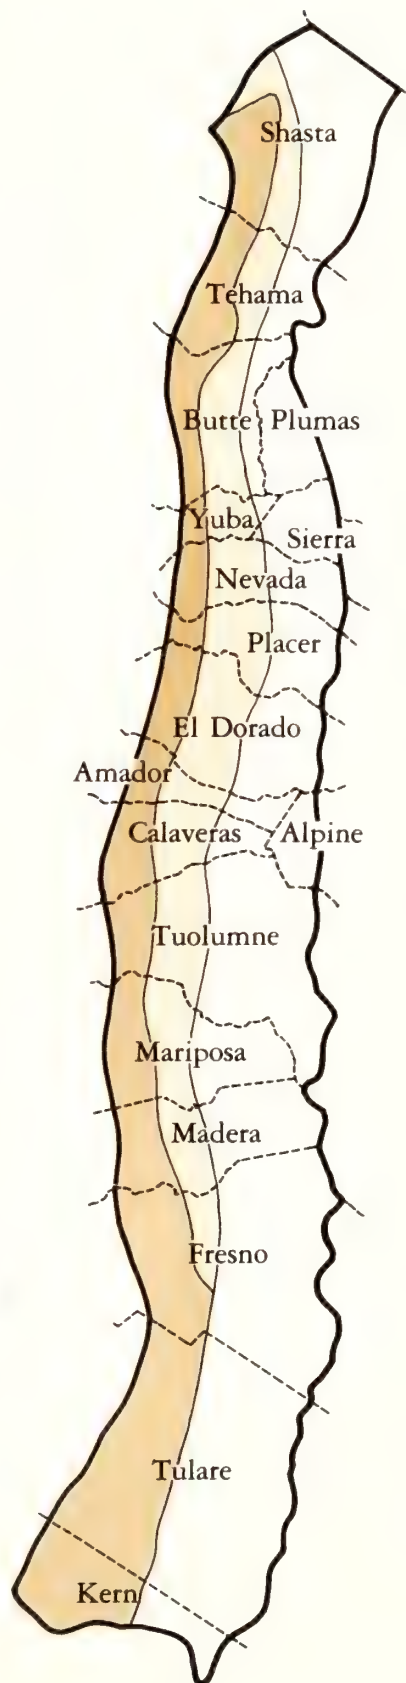 Shasta
Tehama
Butte
Plumas
Yuba
Sierra
Nevada
Placer
El Dorado
Amador
Calaveras
Alpine
Tuolumne
Mariposa
Madera
Fresno
Tulare
Kern